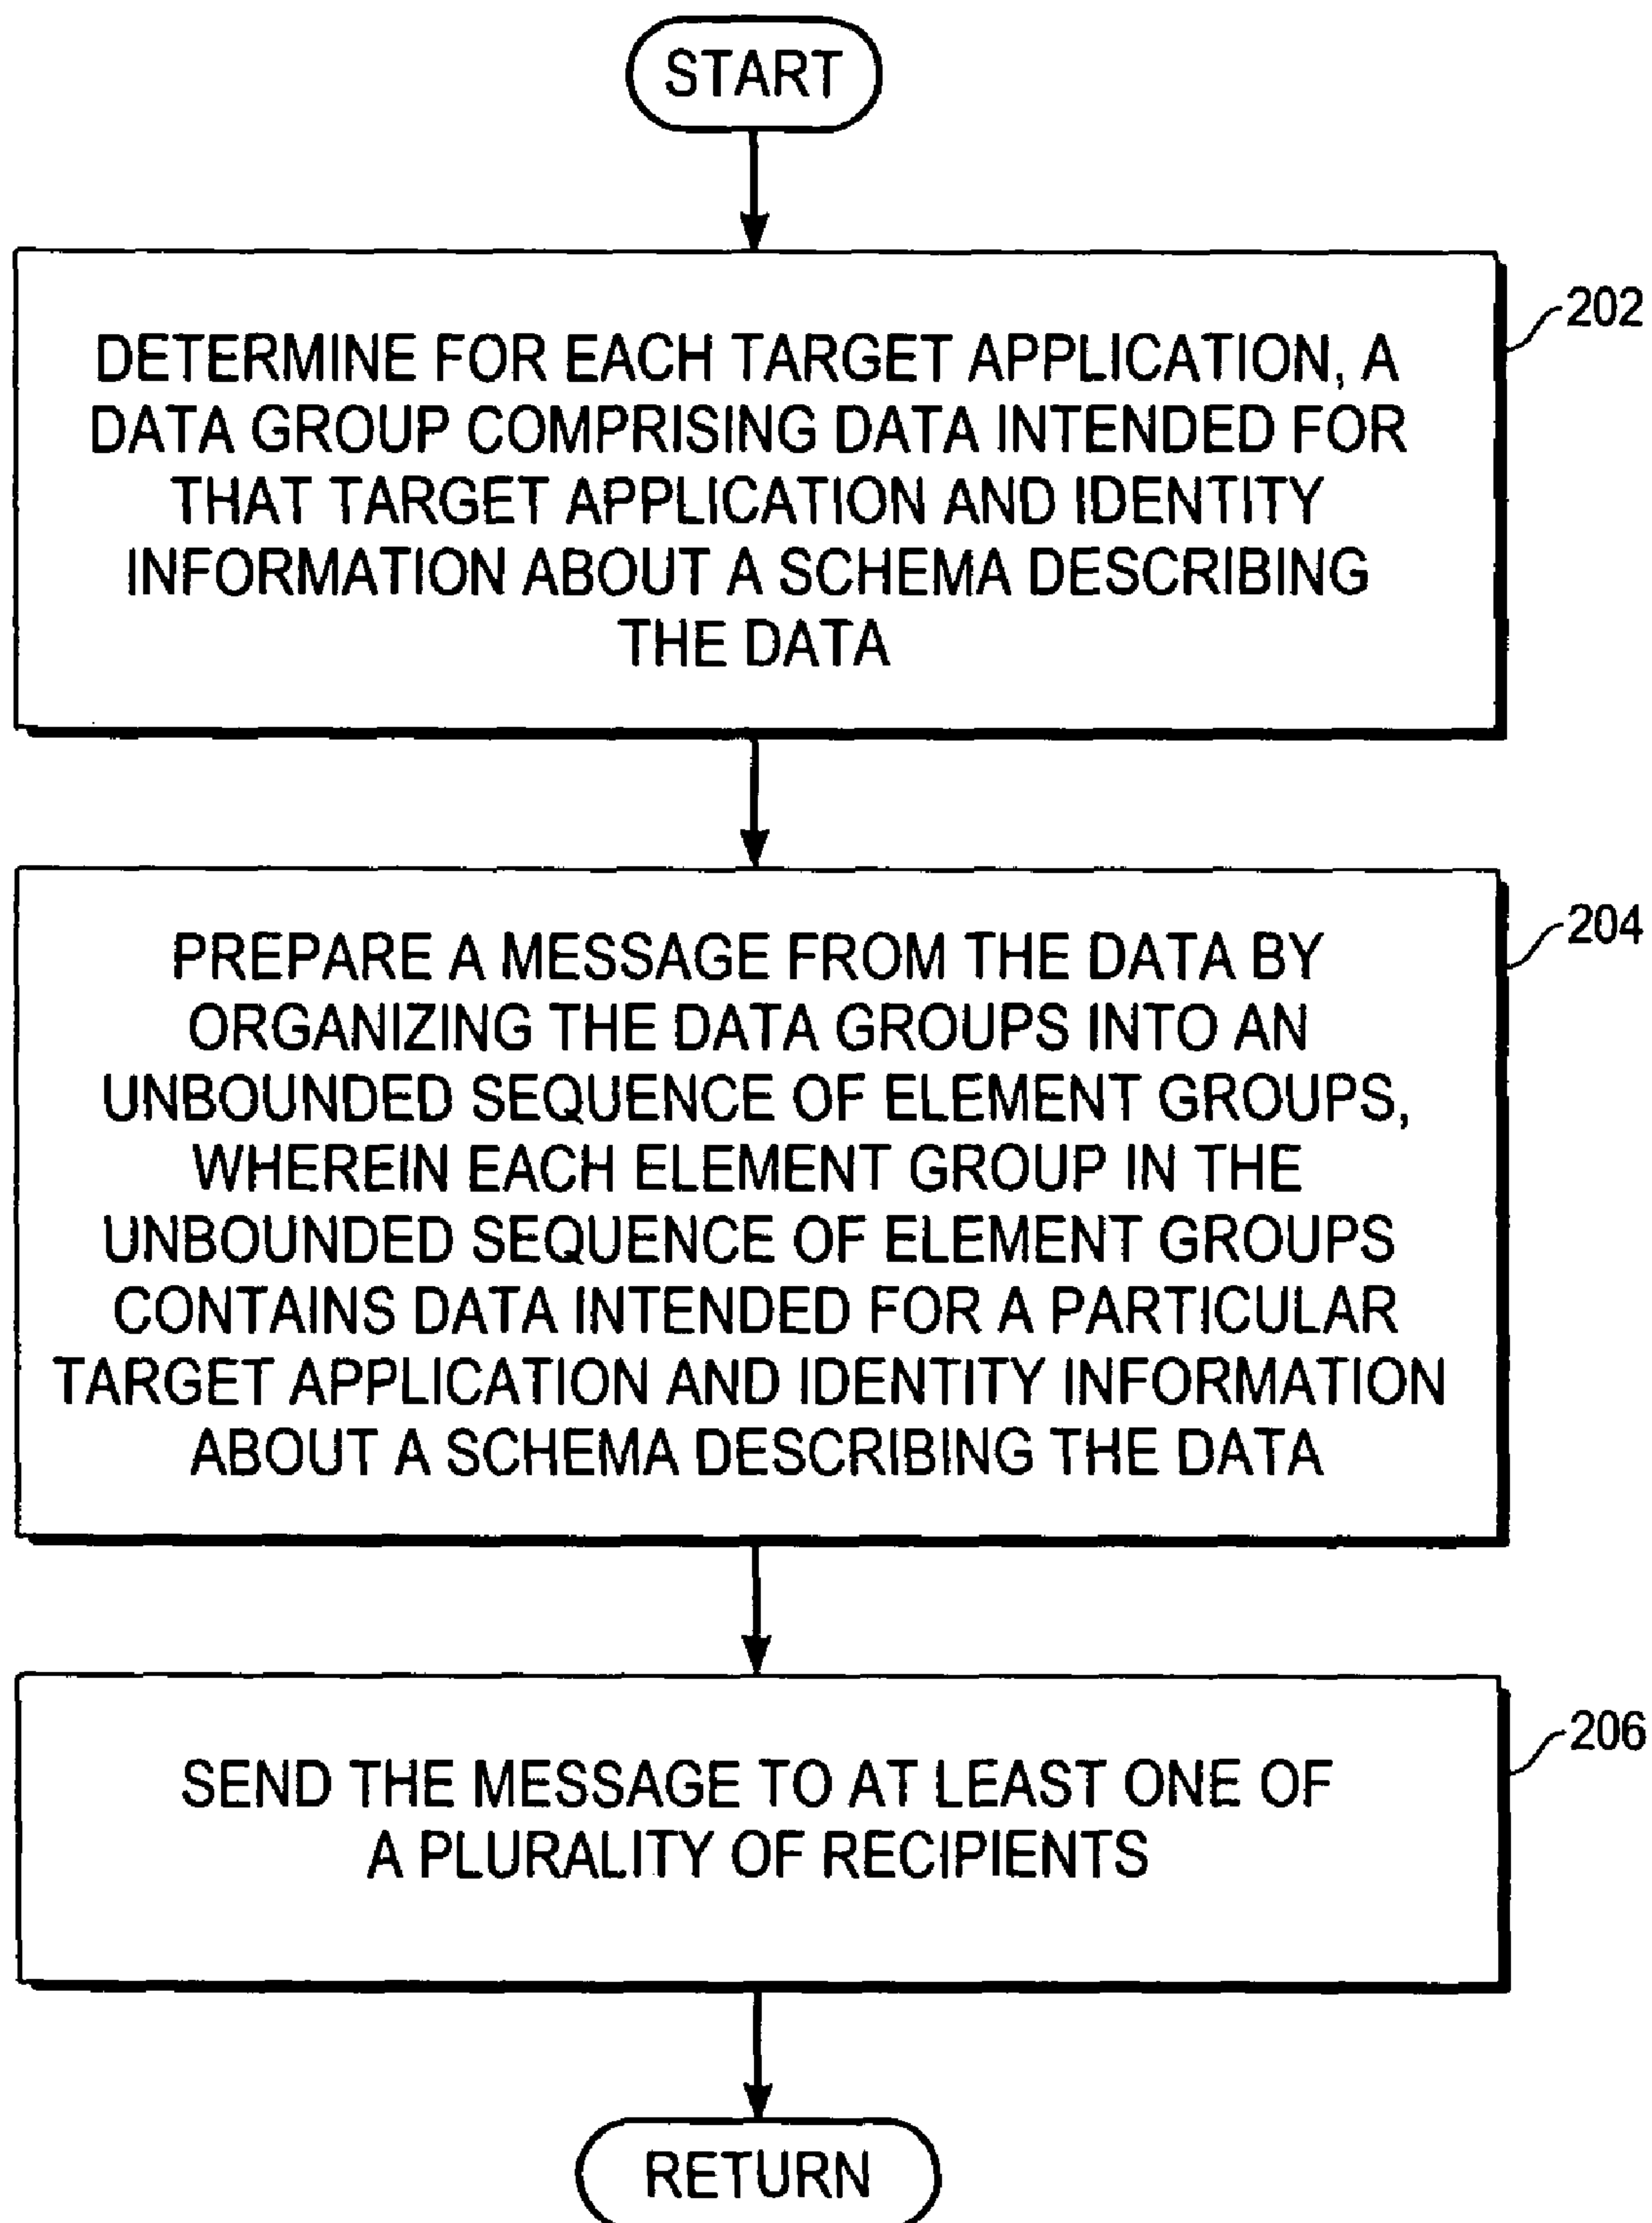 START
202
DETERMINE FOR EACH TARGET APPLICATION, A
DATA GROUP COMPRISING DATA INTENDED FOR
THAT TARGET APPLICATION AND IDENTITY
INFORMATION ABOUT A SCHEMA DESCRIBING
THE DATA
204
PREPARE A MESSAGE FROM THE DATA BY
ORGANIZING THE DATA GROUPS INTO AN
UNBOUNDED SEQUENCE OF ELEMENT GROUPS,
WHEREIN EACH ELEMENT GROUP IN THE
UNBOUNDED SEQUENCE OF ELEMENT GROUPS
CONTAINS DATA INTENDED FOR A PARTICULAR
TARGET APPLICATION AND IDENTITY INFORMATION
ABOUT A SCHEMA DESCRIBING THE DATA
206
SEND THE MESSAGE TO AT LEAST ONE OF
A PLURALITY OF RECIPIENTS
RETURN